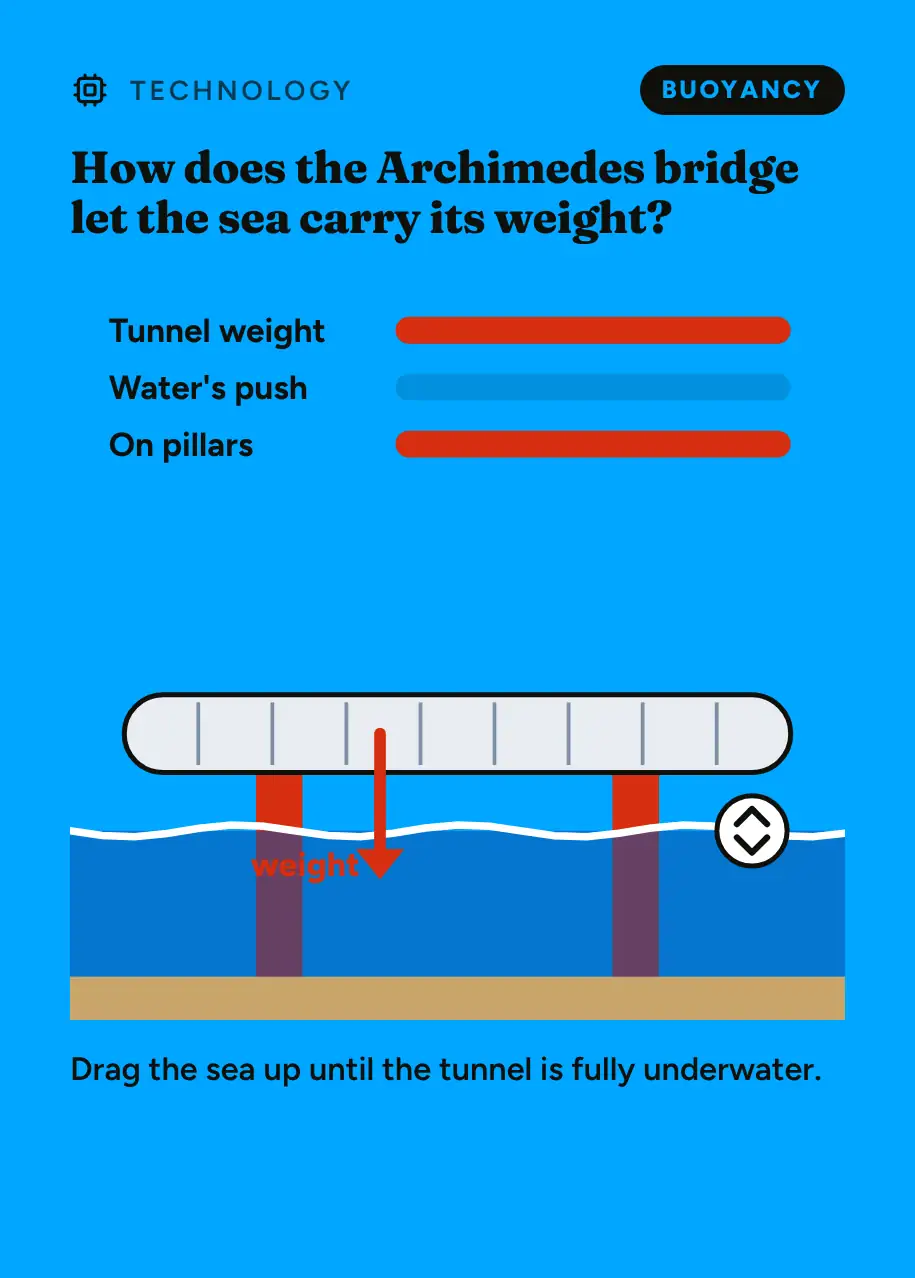 TECHNOLOGY
BUOYANCY
How does the Archimedes bridge
let the sea carry its weight?
Tunnel weight
Water's push
On pillars
weight
Drag the sea up until the tunnel is fully underwater.